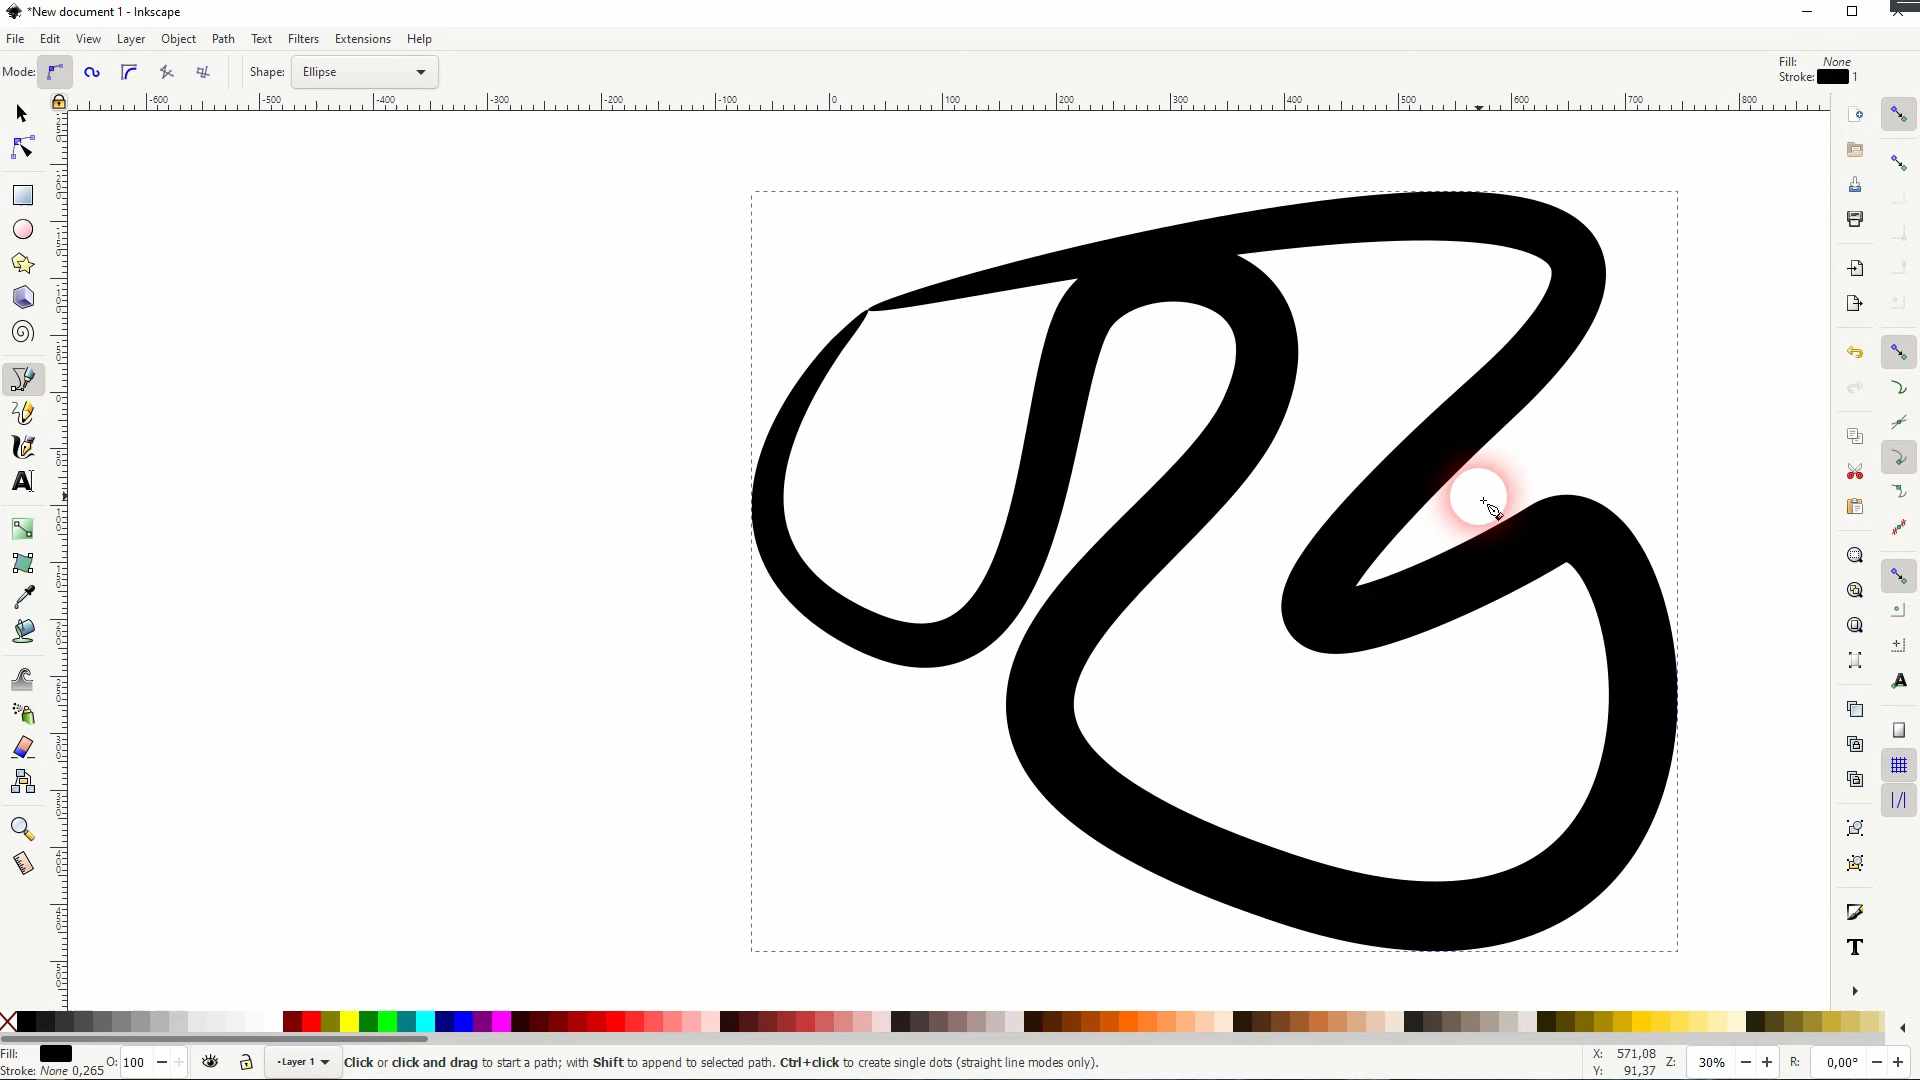 *New document 1 - Inkscape
File Edit View Layer Object Path Text Filters Extensions Help
Mode: Shape: Ellipse
Fill: None
Stroke: 1
-600 -500 -400 -300 -200 -100 0 100 200 300 400 500 600 700 800
Fill:
Stroke: None 0,265
O: 100
Layer 1
Click or click and drag to start a path; with Shift to append to selected path. Ctrl+click to create single dots (straight line modes only).
X: 571,08
Y: 91,37
Z: 30%
R: 0,00°